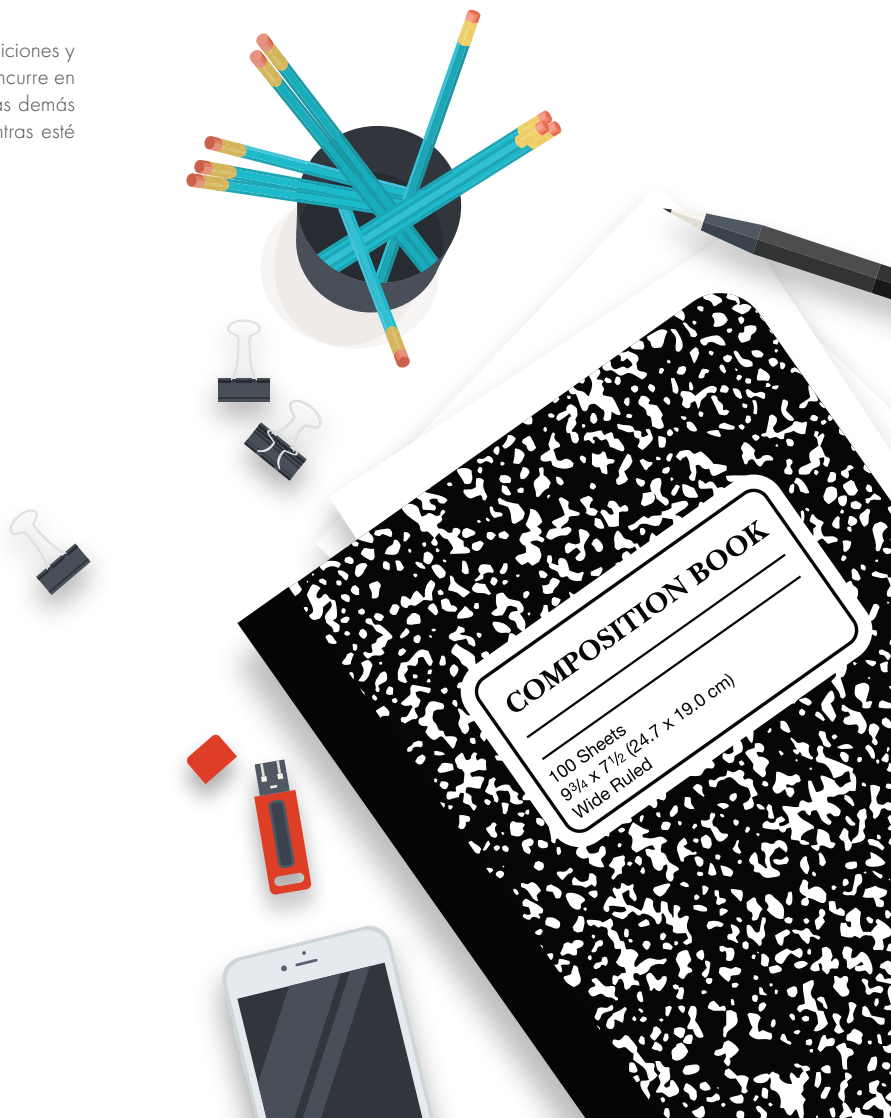 iciones y
ncurre en
as demás
ntras esté
COMPOSITION BOOK
100 Sheets
9¾ x 7½ (24.7 x 19.0 cm)
Wide Ruled